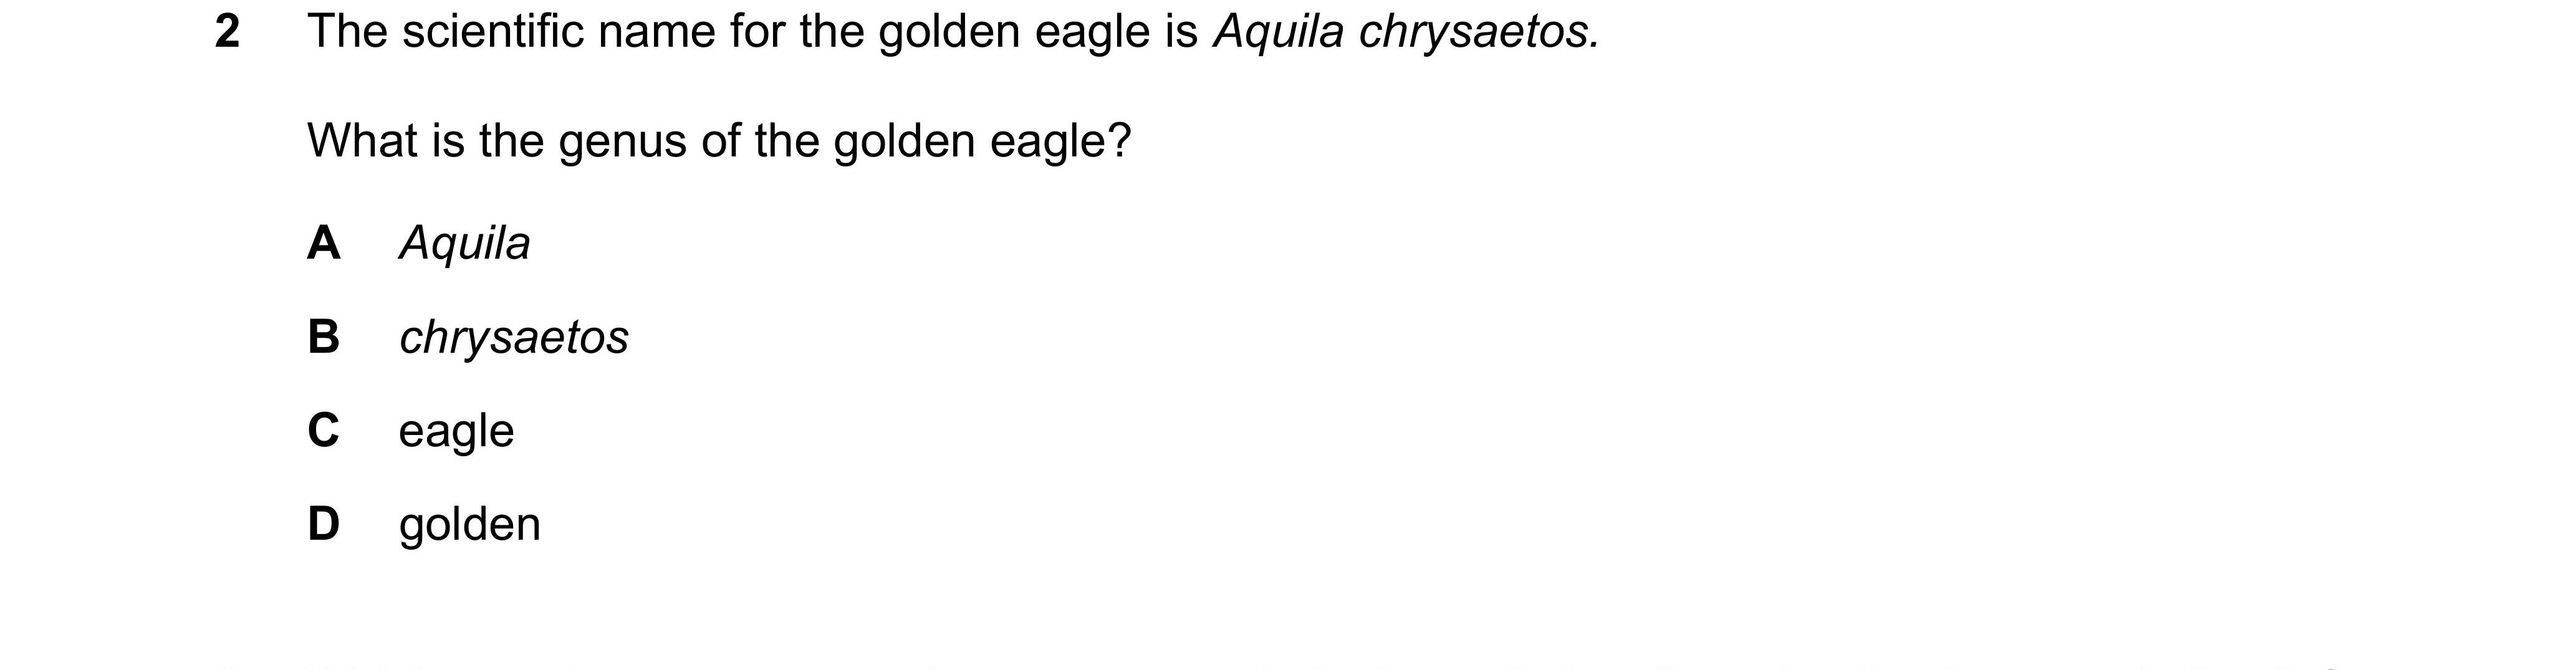 2 The scientific name for the golden eagle is Aquila chrysaetos.
What is the genus of the golden eagle?
A Aquila
B chrysaetos
C eagle
D golden